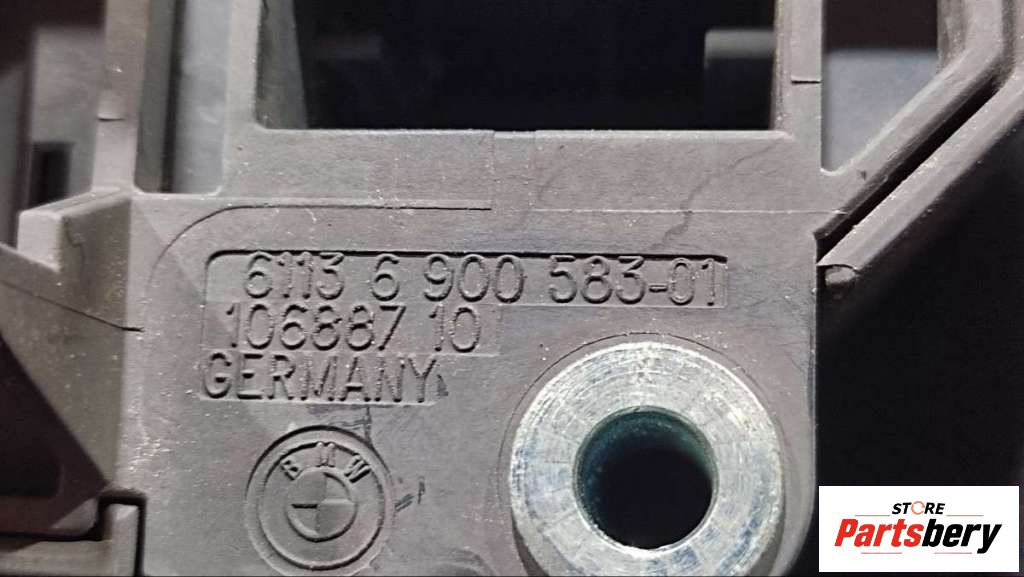 6113 6 900 583-01
106887 10
GERMANY
BMW
STORE
Partsbery